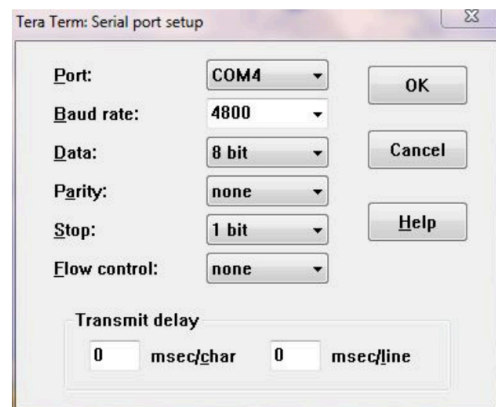 Tera Term: Serial port setup
Port: COM4 OK
Baud rate: 4800
Data: 8 bit Cancel
Parity: none
Stop: 1 bit Help
Flow control: none
Transmit delay
0 msec/char 0 msec/line